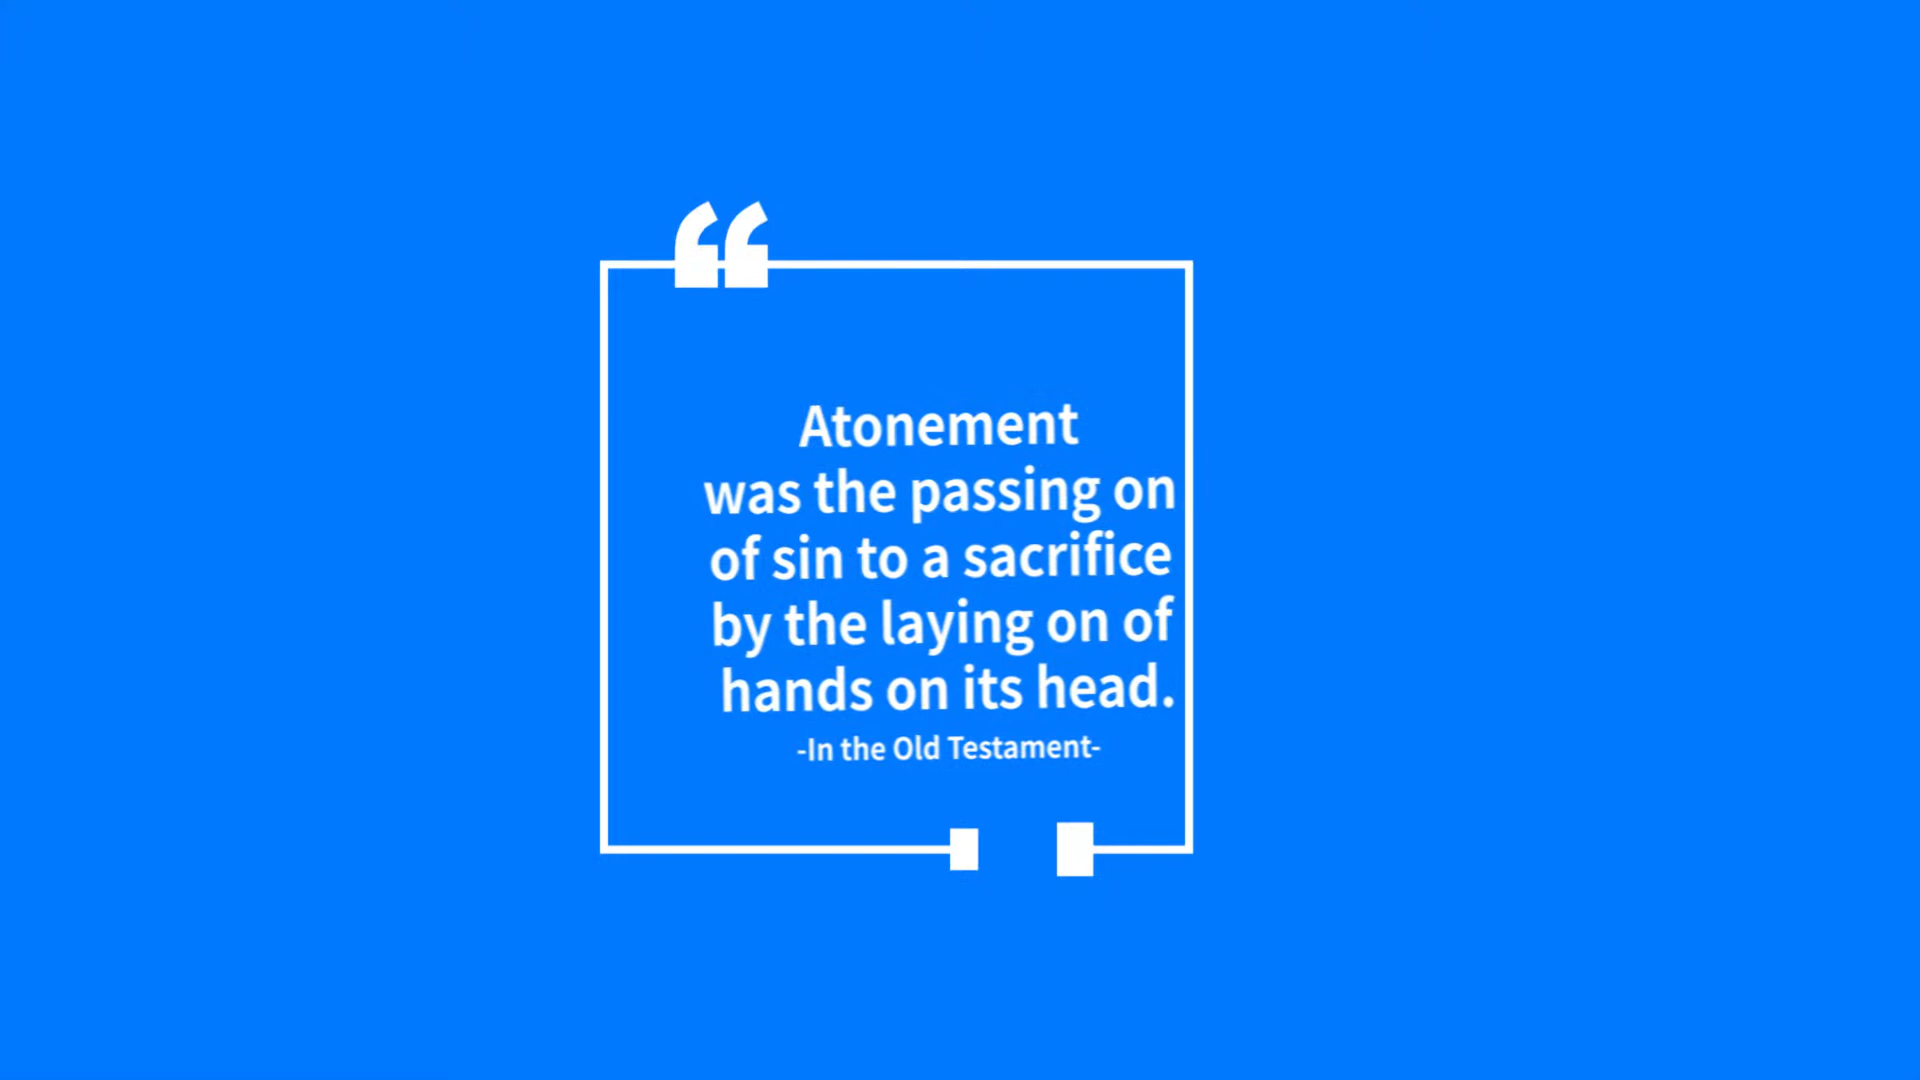 “
Atonement
was the passing on
of sin to a sacrifice
by the laying on of
hands on its head.
-In the Old Testament-